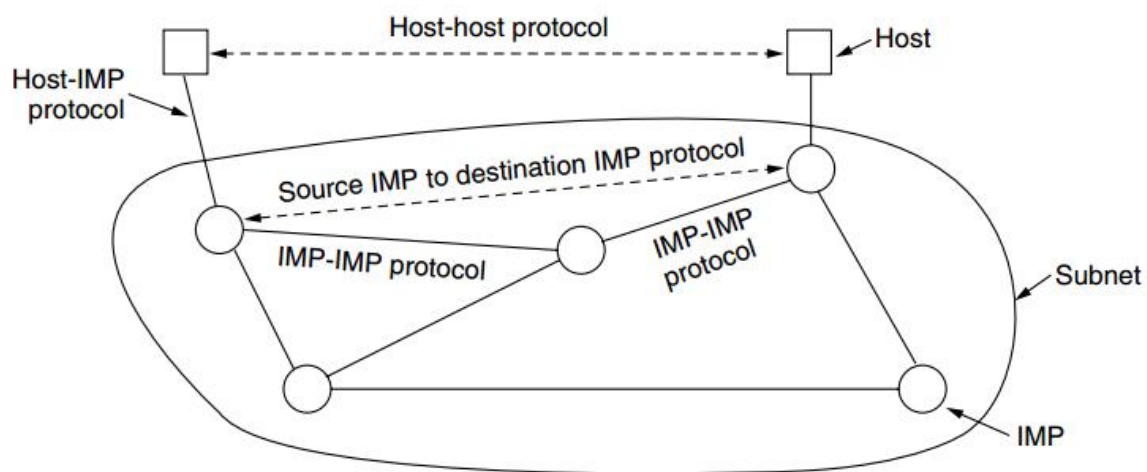 Host-host protocol
Host
Host-IMP
protocol
Source IMP to destination IMP protocol
IMP-IMP protocol
IMP-IMP
protocol
Subnet
IMP